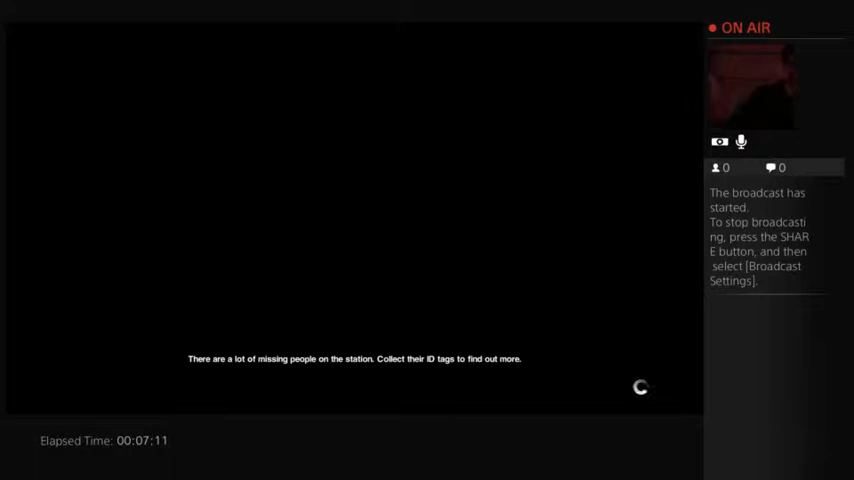 ON AIR
0 0
The broadcast has
started.
To stop broadcasti
ng, press the SHAR
E button, and then
select [Broadcast
Settings].
There are a lot of missing people on the station. Collect their ID tags to find out more.
Elapsed Time: 00:07:11